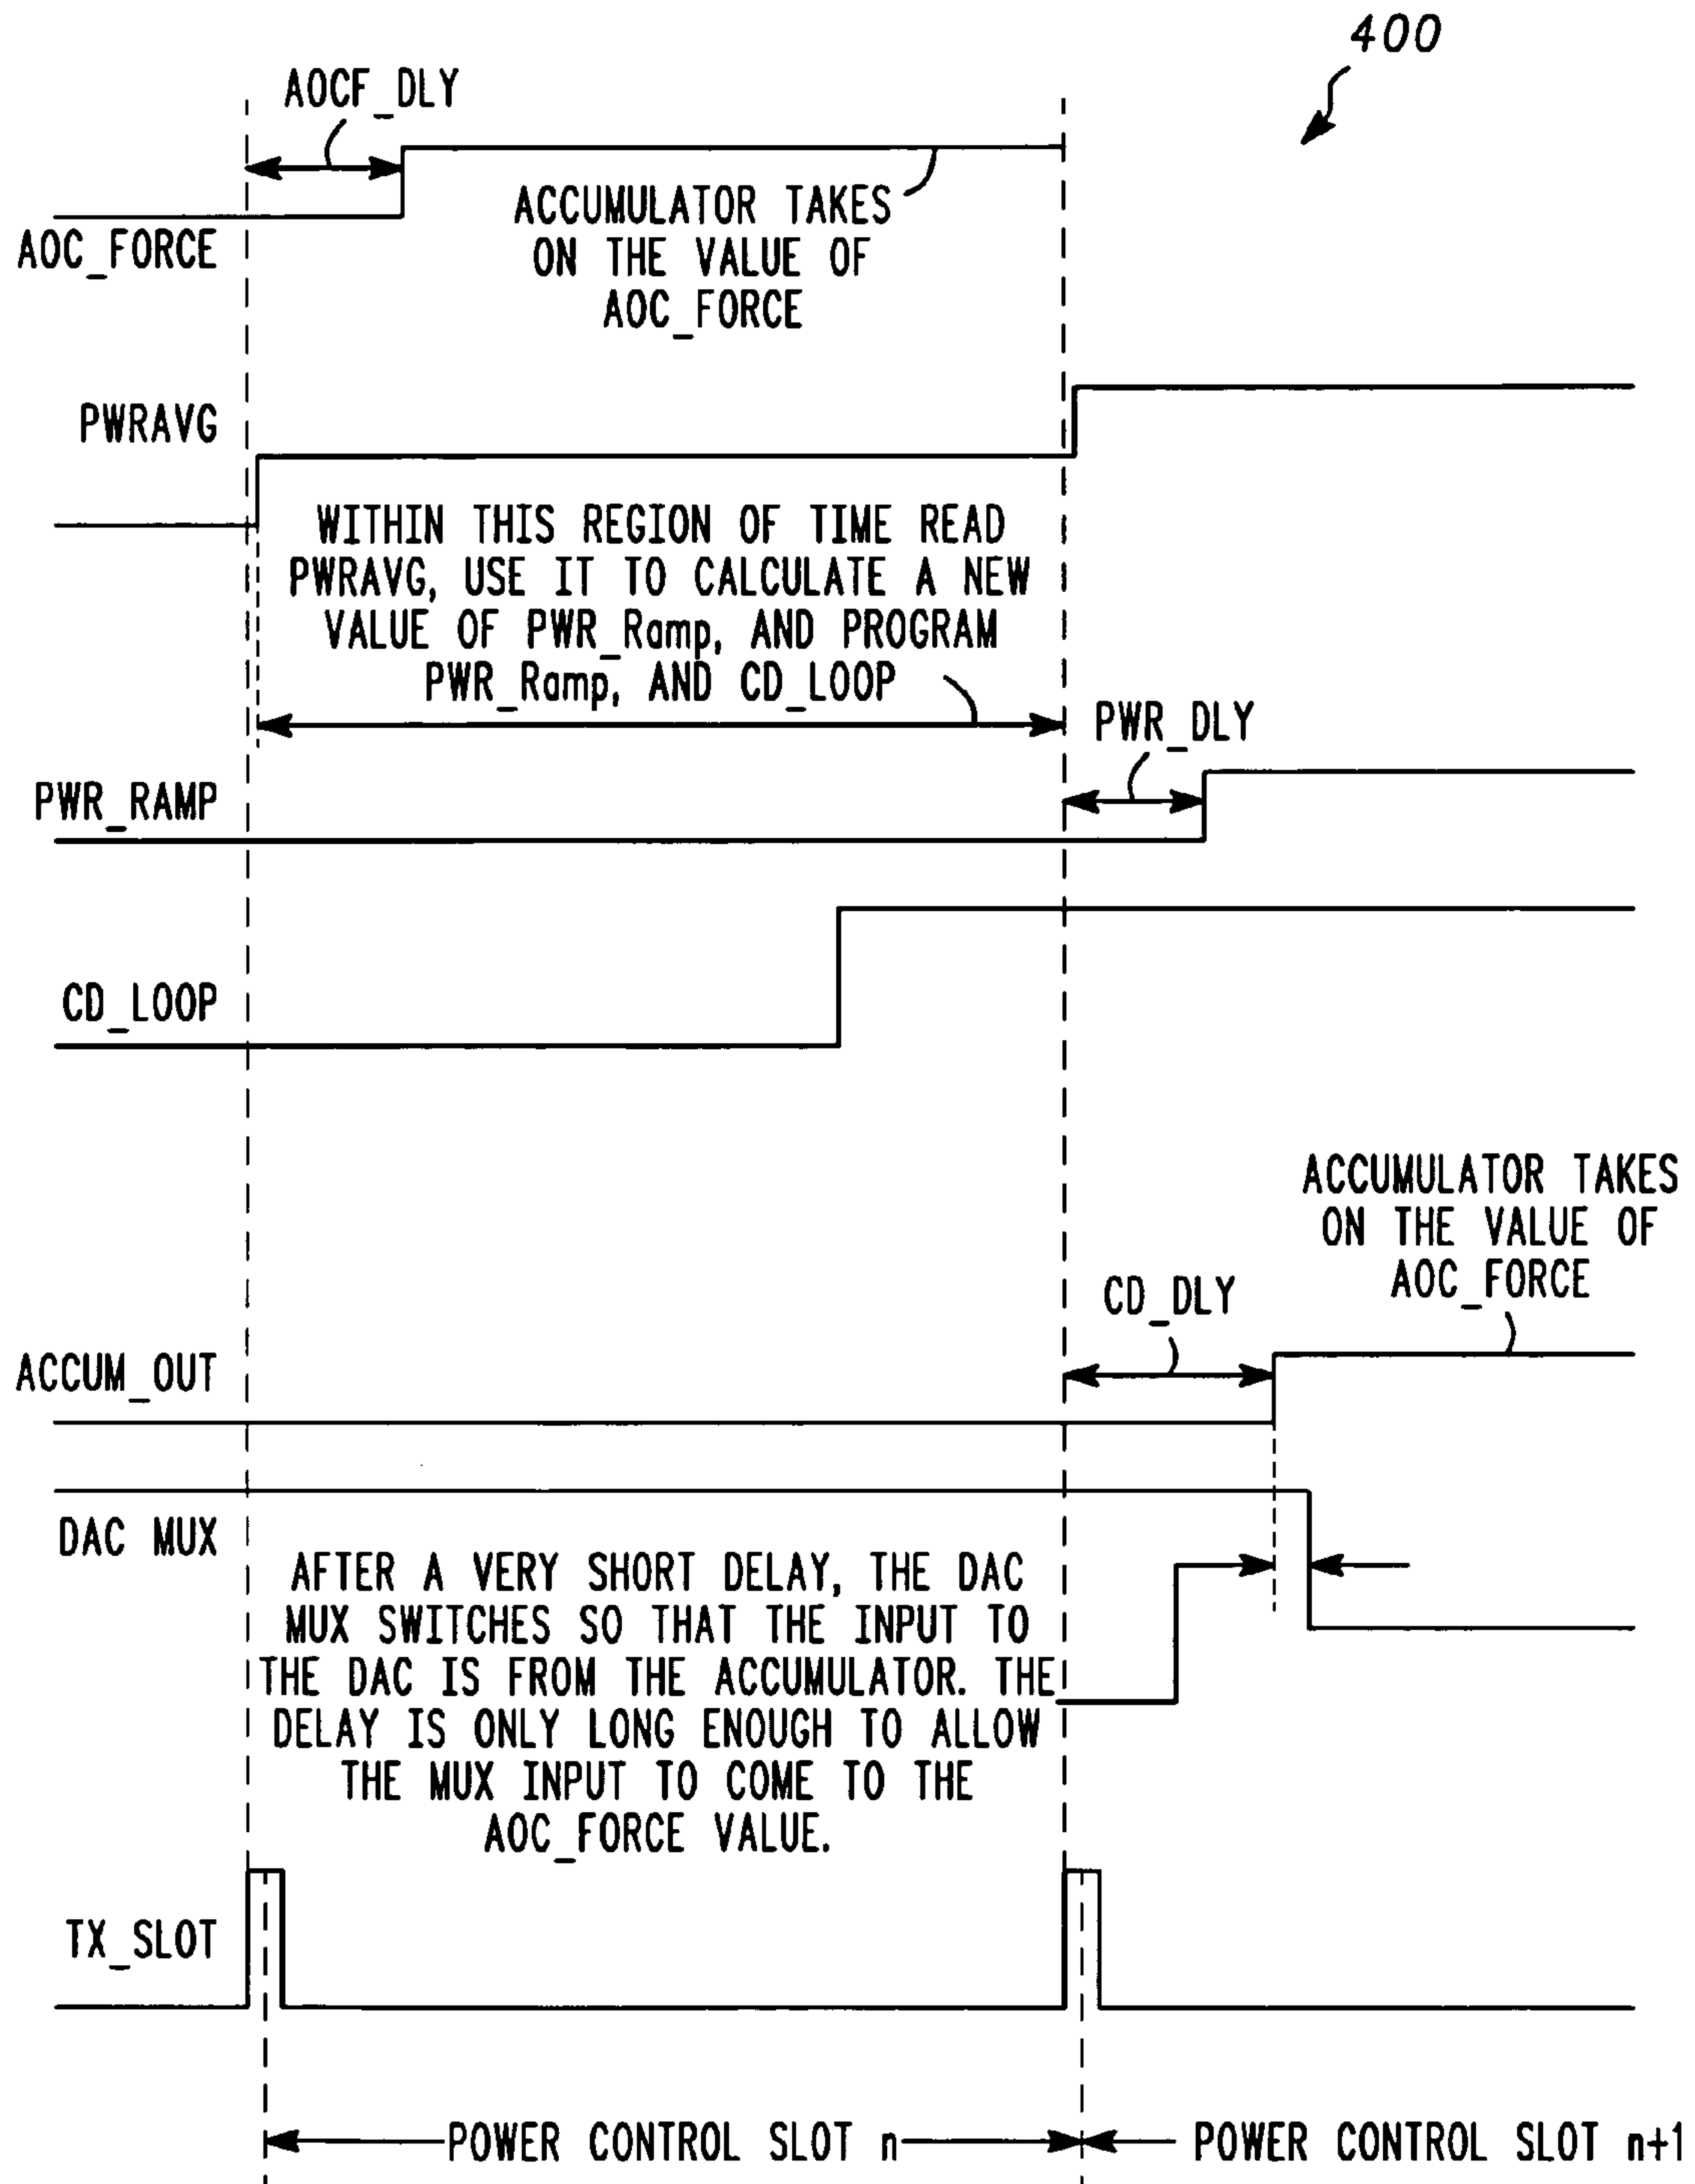 400
AOCF_DLY
AOC_FORCE
ACCUMULATOR TAKES
ON THE VALUE OF
AOC_FORCE
PWRAVG
WITHIN THIS REGION OF TIME READ
PWRAVG, USE IT TO CALCULATE A NEW
VALUE OF PWR_Ramp, AND PROGRAM
PWR_Ramp, AND CD_LOOP
PWR_DLY
PWR_RAMP
CD_LOOP
ACCUMULATOR TAKES
ON THE VALUE OF
AOC_FORCE
CD_DLY
ACCUM_OUT
DAC MUX
AFTER A VERY SHORT DELAY, THE DAC
MUX SWITCHES SO THAT THE INPUT TO
THE DAC IS FROM THE ACCUMULATOR. THE
DELAY IS ONLY LONG ENOUGH TO ALLOW
THE MUX INPUT TO COME TO THE
AOC_FORCE VALUE.
TX_SLOT
POWER CONTROL SLOT n
POWER CONTROL SLOT n+1